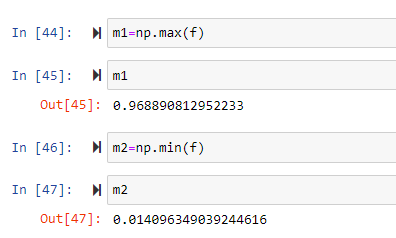 In [44]: m1=np.max(f)
In [45]: m1
Out[45]: 0.968890812952233
In [46]: m2=np.min(f)
In [47]: m2
Out[47]: 0.014096349039244616